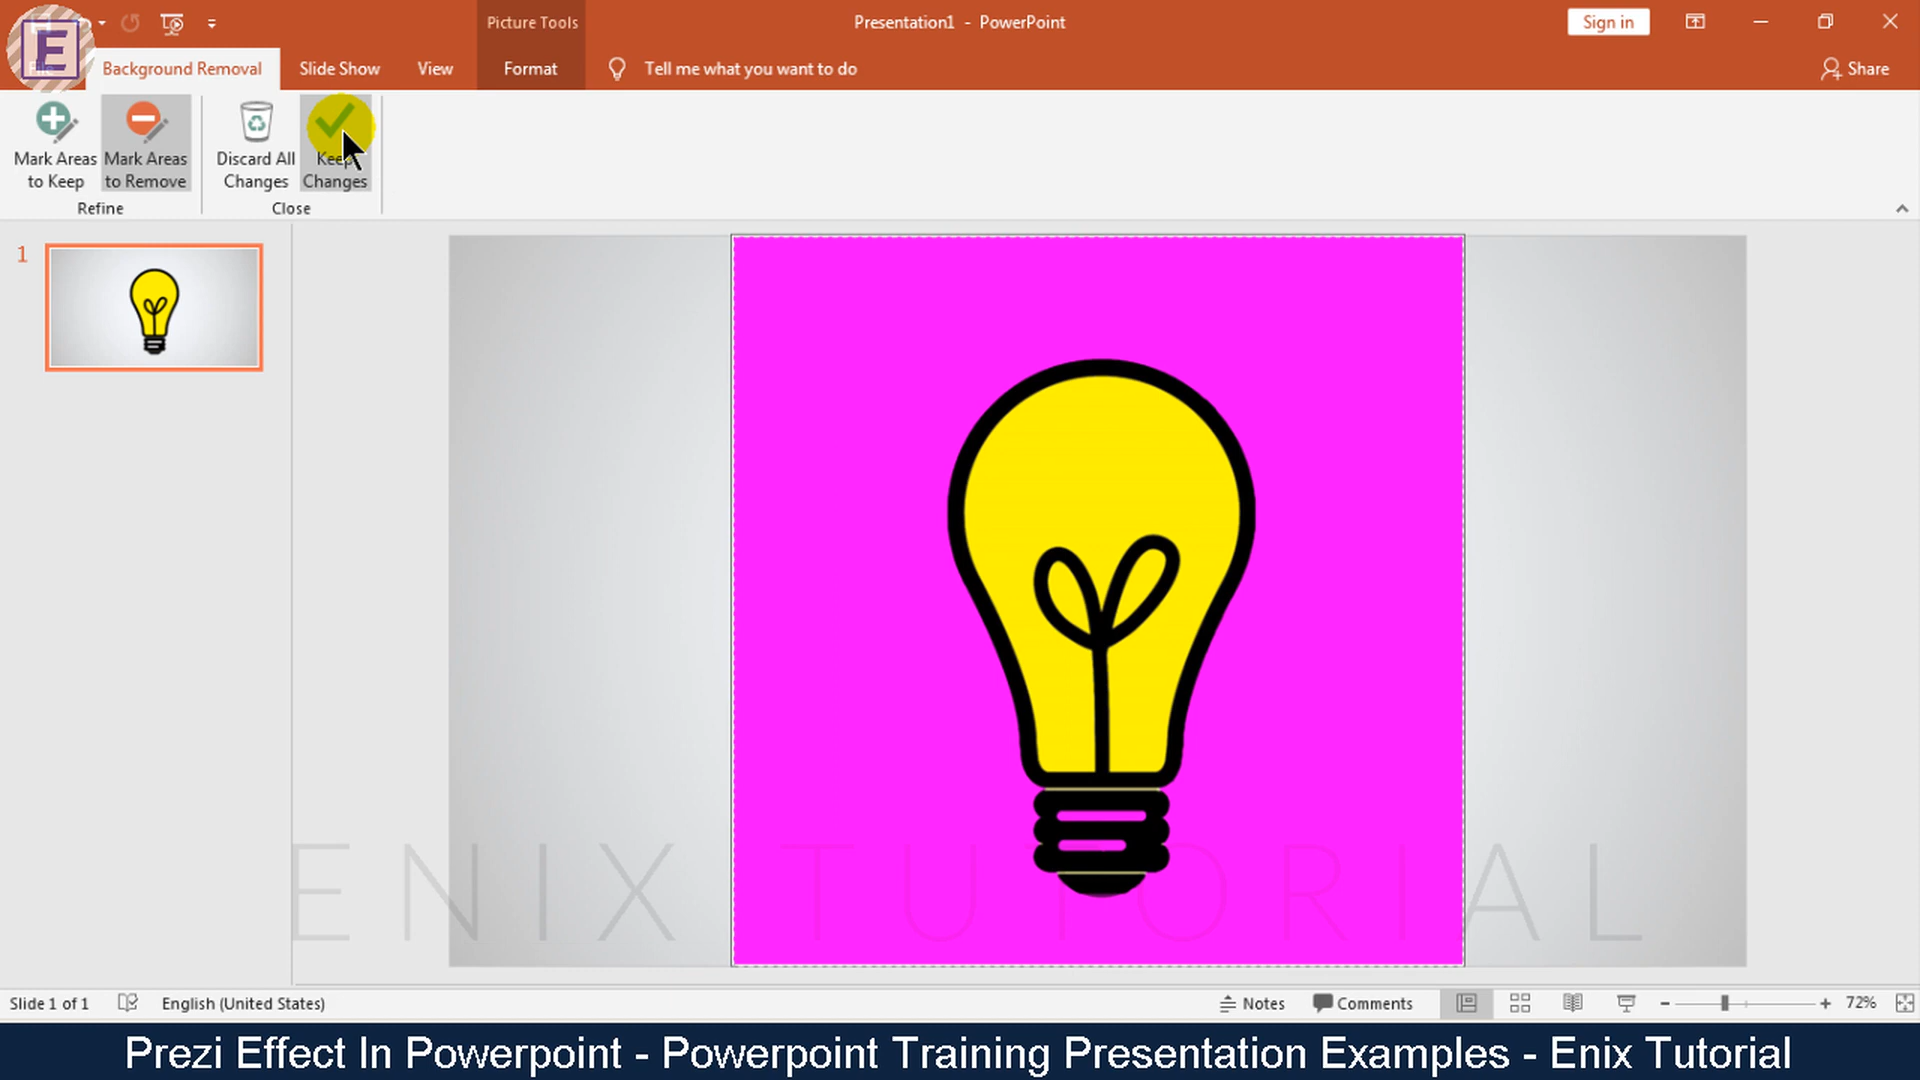 Picture Tools
Presentation1 - PowerPoint
Sign in
E
Background Removal
Slide Show
View
Format
Tell me what you want to do
Share
Mark Areas to Keep
Mark Areas to Remove
Discard All Changes
Keep Changes
Refine
Close
1
ENIX TUTORIAL
Slide 1 of 1
English (United States)
Notes
Comments
72%
Prezi Effect In Powerpoint - Powerpoint Training Presentation Examples - Enix Tutorial